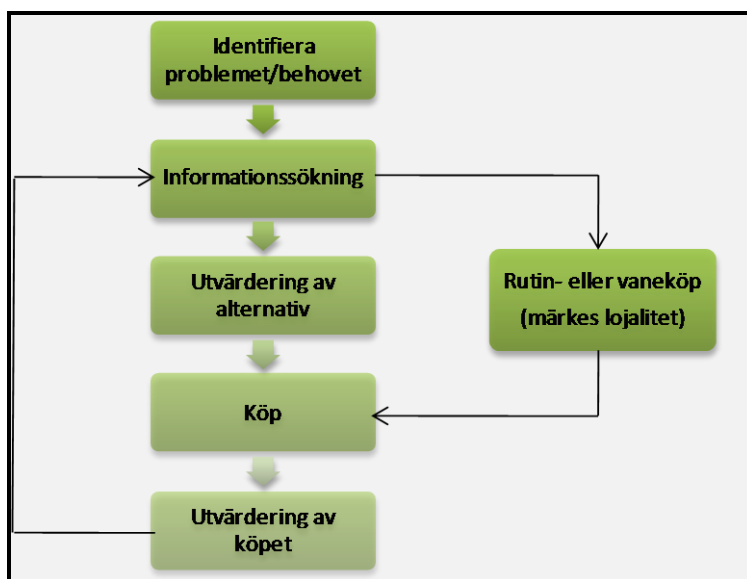 Identifiera
problemet/behovet
Informationssökning
Utvärdering av
alternativ
Rutin- eller vaneköp
(märkes lojalitet)
Köp
Utvärdering av
köpet